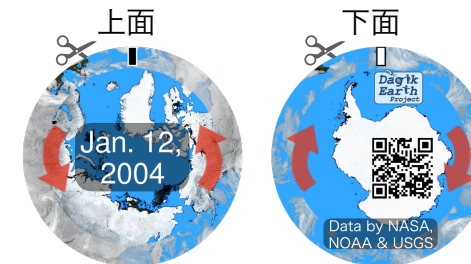 上面
下面
Jan. 12,
2004
Dagik
Earth
Project
Data by NASA,
NOAA & USGS